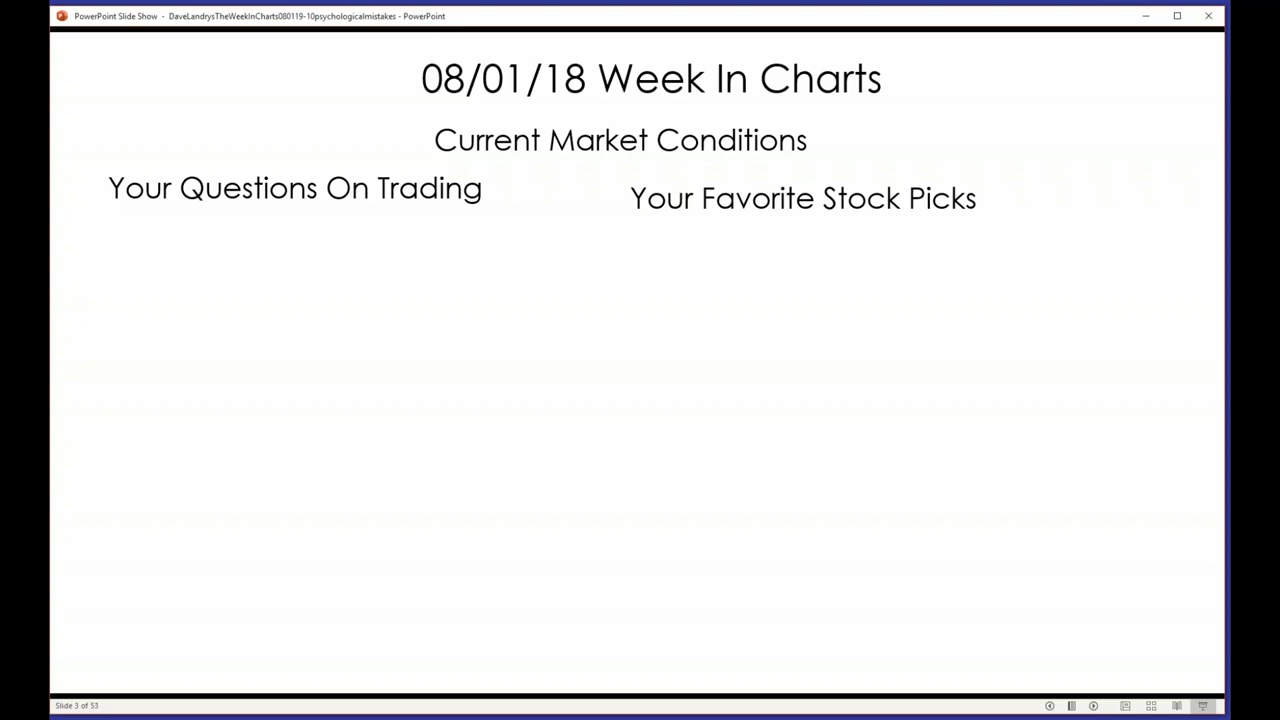 PowerPoint Slide Show - DaveLandrysTheWeekInCharts080119-10psychologicalmistakes - PowerPoint
08/01/18 Week In Charts
Current Market Conditions
Your Questions On Trading
Your Favorite Stock Picks
Slide 3 of 53